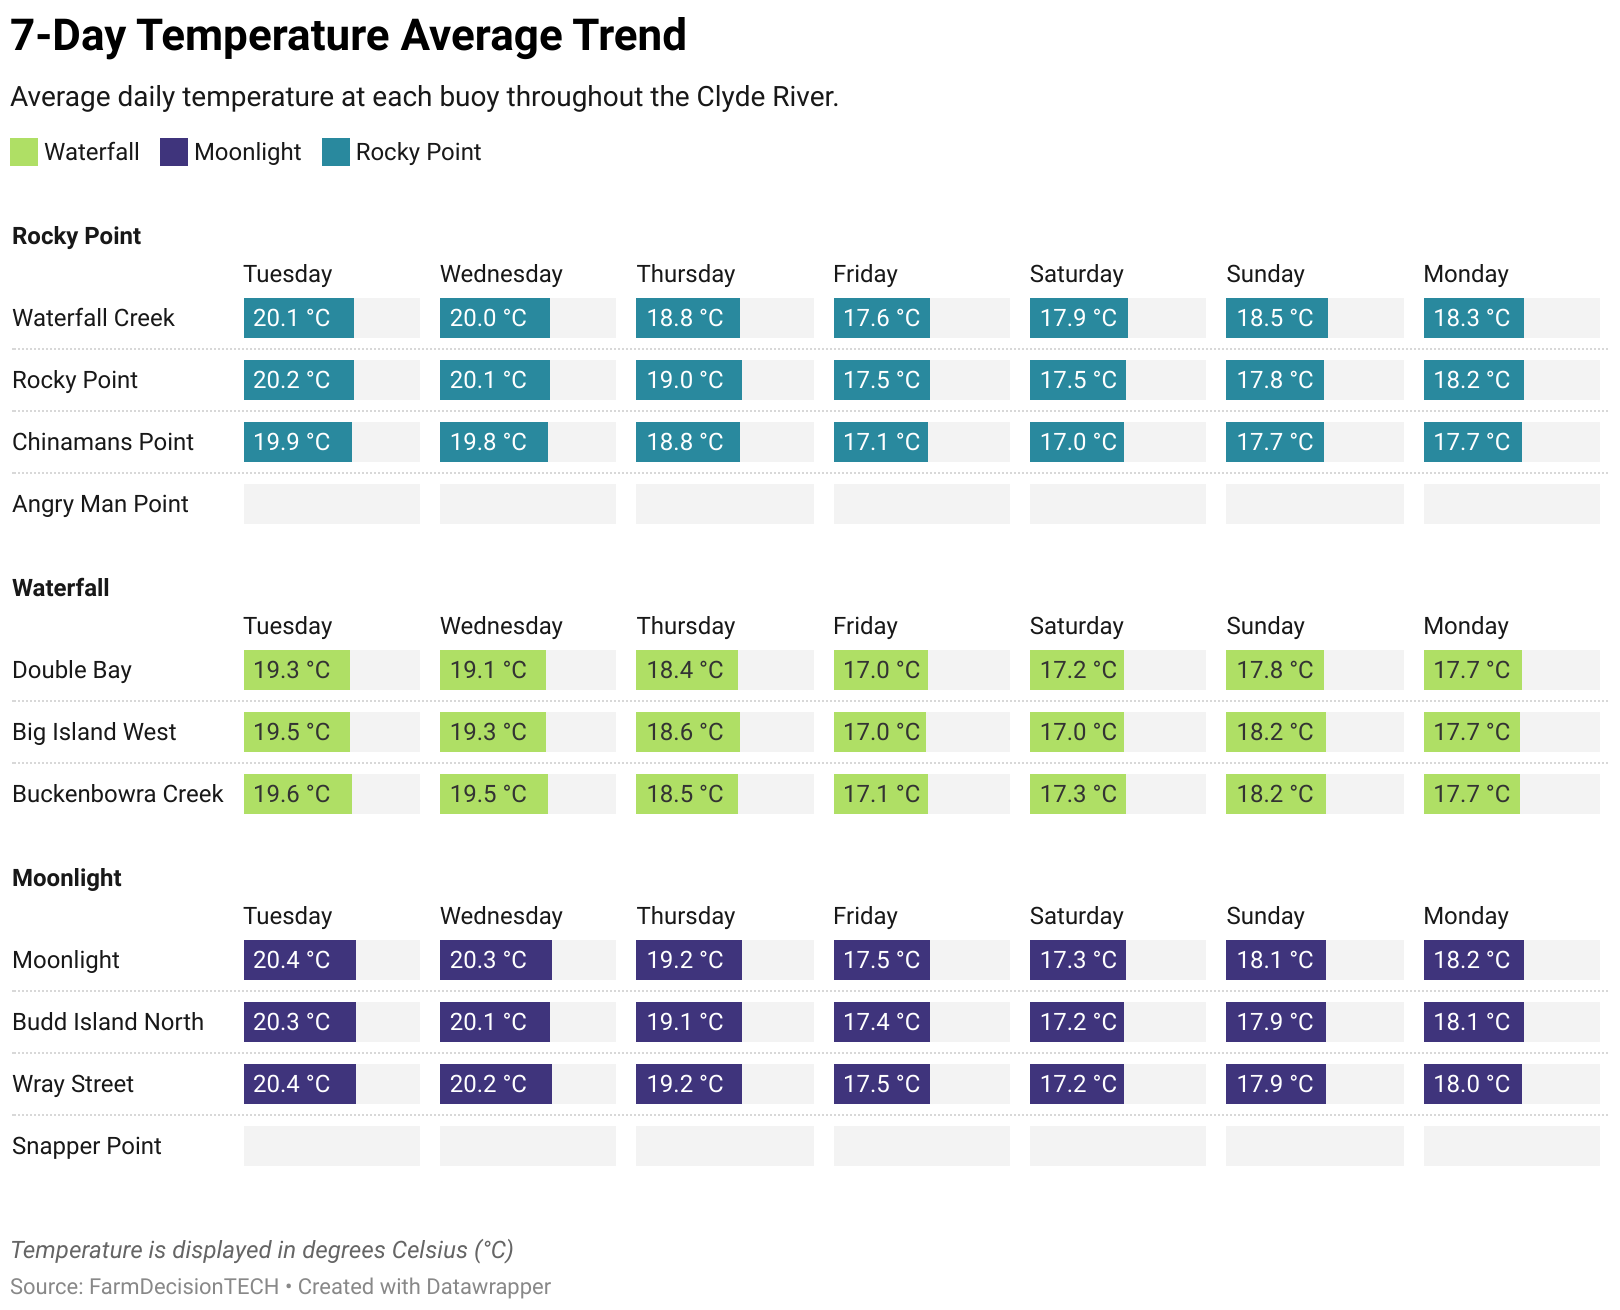 7-Day Temperature Average Trend
Average daily temperature at each buoy throughout the Clyde River.
Waterfall Moonlight Rocky Point
Rocky Point
Tuesday Wednesday Thursday Friday Saturday Sunday Monday
Waterfall Creek 20.1 °C 20.0 °C 18.8 °C 17.6 °C 17.9 °C 18.5 °C 18.3 °C
Rocky Point 20.2 °C 20.1 °C 19.0 °C 17.5 °C 17.5 °C 17.8 °C 18.2 °C
Chinamans Point 19.9 °C 19.8 °C 18.8 °C 17.1 °C 17.0 °C 17.7 °C 17.7 °C
Angry Man Point
Waterfall
Tuesday Wednesday Thursday Friday Saturday Sunday Monday
Double Bay 19.3 °C 19.1 °C 18.4 °C 17.0 °C 17.2 °C 17.8 °C 17.7 °C
Big Island West 19.5 °C 19.3 °C 18.6 °C 17.0 °C 17.0 °C 18.2 °C 17.7 °C
Buckenbowra Creek 19.6 °C 19.5 °C 18.5 °C 17.1 °C 17.3 °C 18.2 °C 17.7 °C
Moonlight
Tuesday Wednesday Thursday Friday Saturday Sunday Monday
Moonlight 20.4 °C 20.3 °C 19.2 °C 17.5 °C 17.3 °C 18.1 °C 18.2 °C
Budd Island North 20.3 °C 20.1 °C 19.1 °C 17.4 °C 17.2 °C 17.9 °C 18.1 °C
Wray Street 20.4 °C 20.2 °C 19.2 °C 17.5 °C 17.2 °C 17.9 °C 18.0 °C
Snapper Point
Temperature is displayed in degrees Celsius (°C)
Source: FarmDecisionTECH • Created with Datawrapper